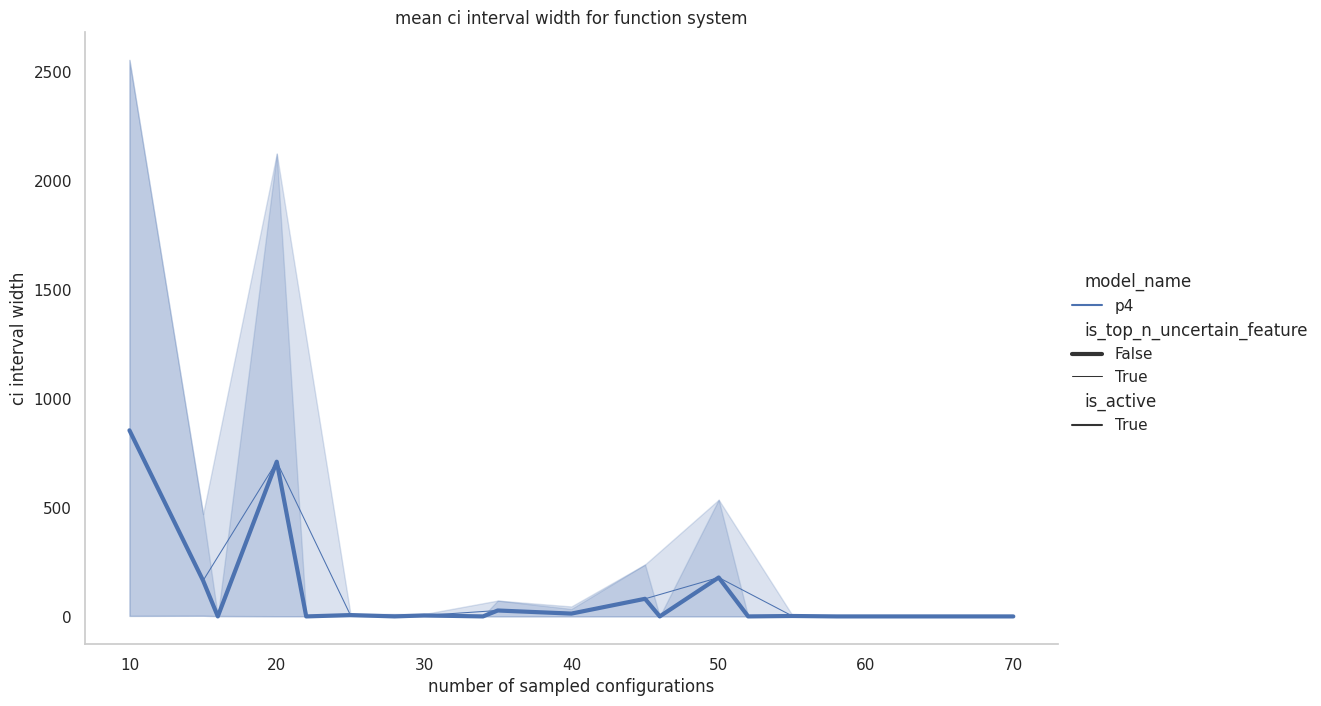 mean ci interval width for function system
2500
2000
1500
1000
500
0
ci interval width
10 20 30 40 50 60 70
number of sampled configurations
model_name
p4
is_top_n_uncertain_feature
False
True
is_active
True